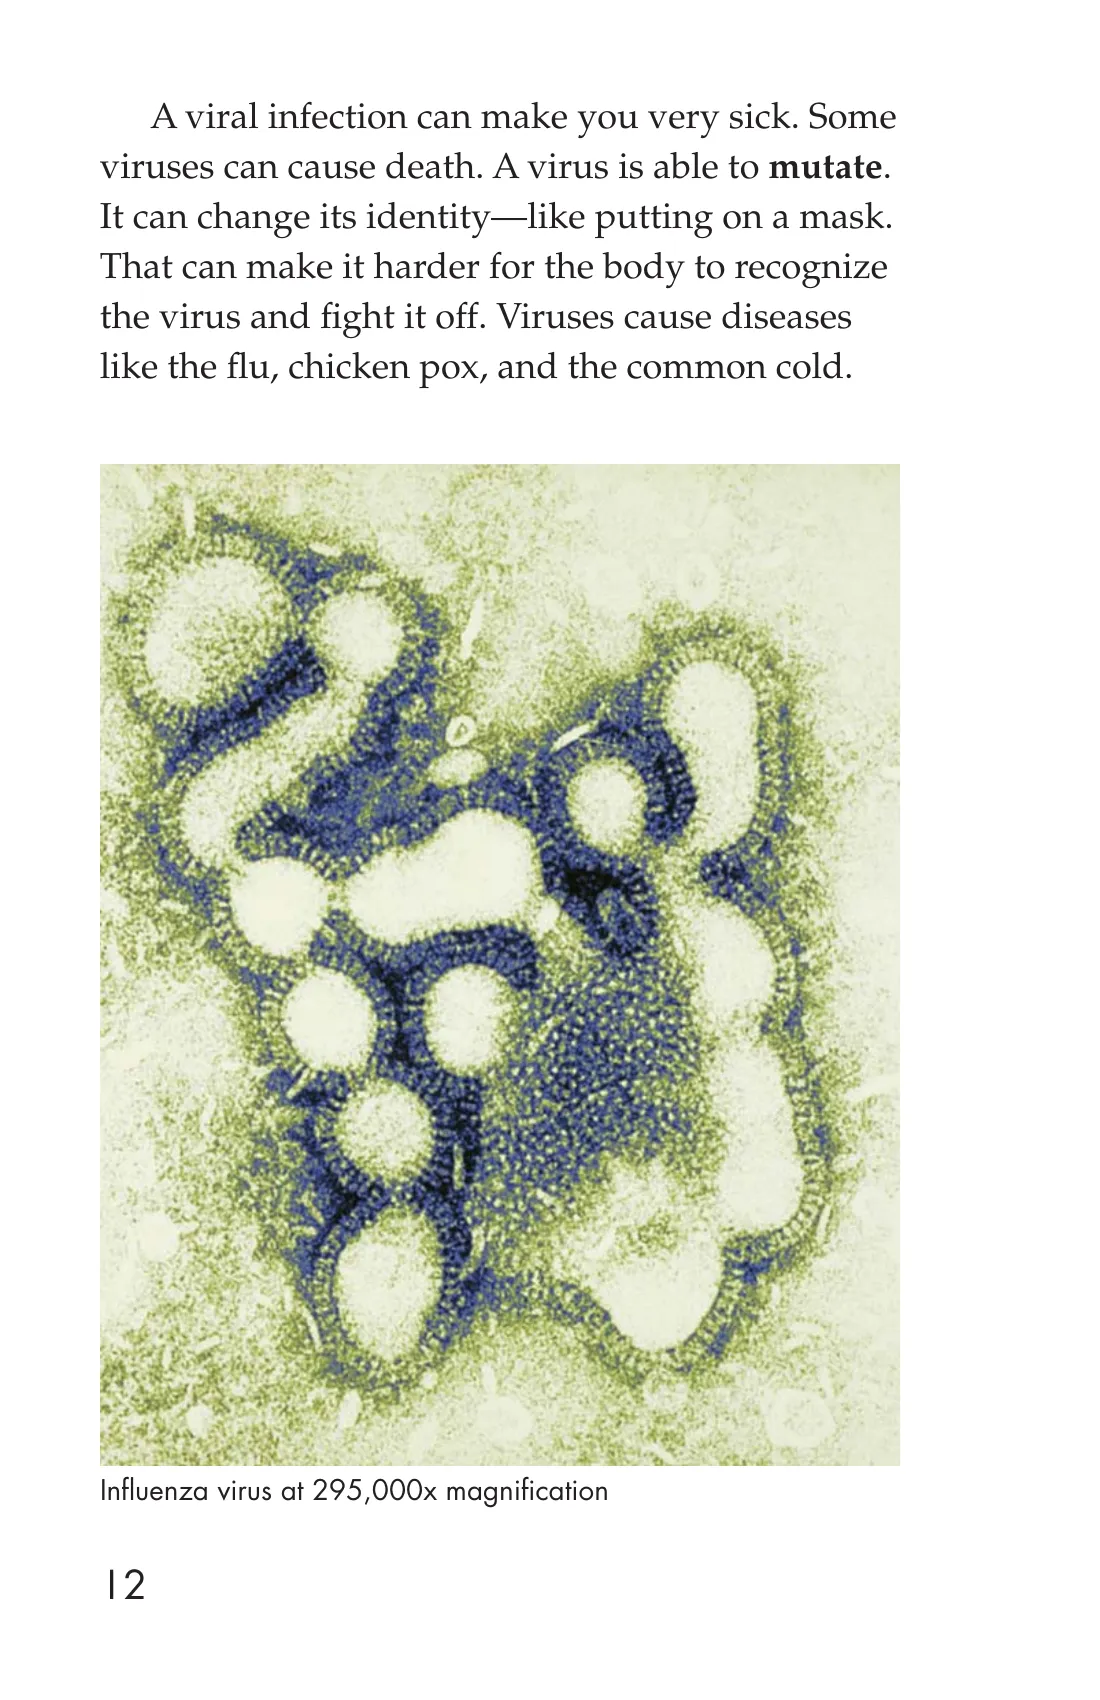 A viral infection can make you very sick. Some
viruses can cause death. A virus is able to mutate.
It can change its identity—like putting on a mask.
That can make it harder for the body to recognize
the virus and fight it off. Viruses cause diseases
like the flu, chicken pox, and the common cold.
Influenza virus at 295,000x magnification
12